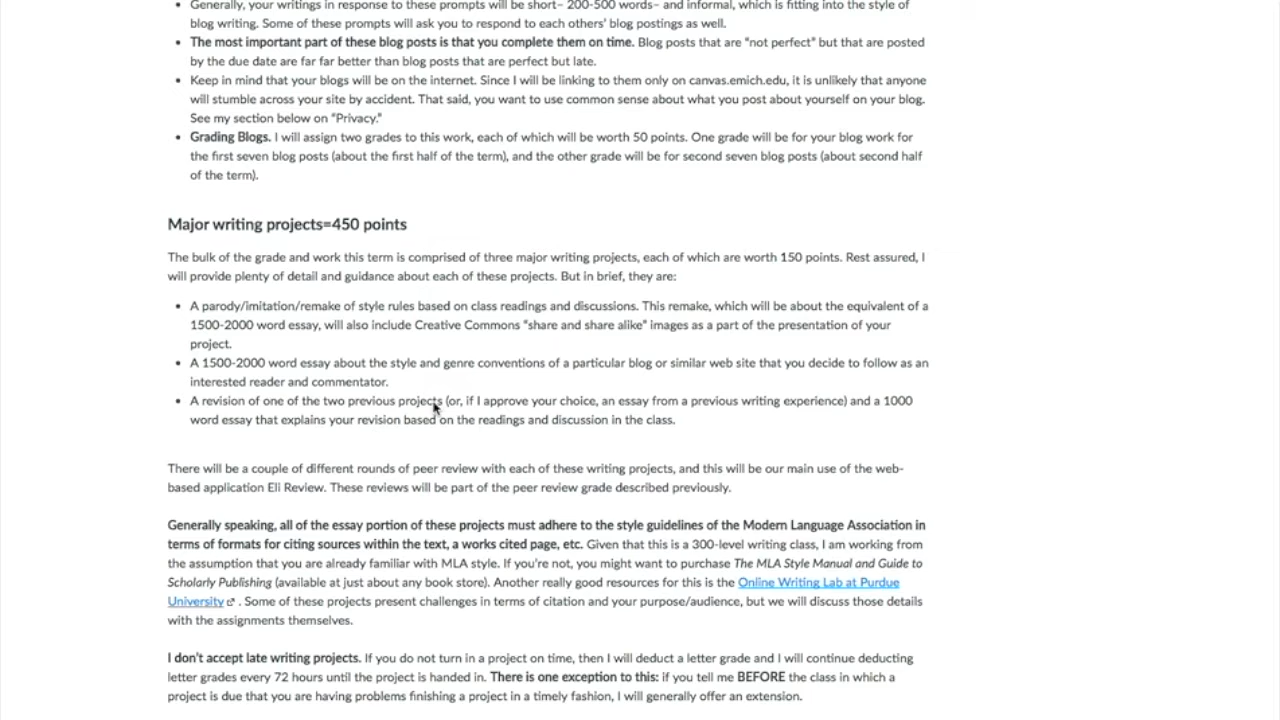 Generally, your writings in response to these prompts will be short– 200-500 words– and informal, which is fitting into the style of
blog writing. Some of these prompts will ask you to respond to each others' blog postings as well.
The most important part of these blog posts is that you complete them on time. Blog posts that are "not perfect" but that are posted
by the due date are far far better than blog posts that are perfect but late.
Keep in mind that your blogs will be on the internet. Since I will be linking to them only on canvas.emich.edu, it is unlikely that anyone
will stumble across your site by accident. That said, you want to use common sense about what you post about yourself on your blog.
See my section below on "Privacy."
Grading Blogs. I will assign two grades to this work, each of which will be worth 50 points. One grade will be for your blog work for
the first seven blog posts (about the first half of the term), and the other grade will be for second seven blog posts (about second half
of the term).
Major writing projects=450 points
The bulk of the grade and work this term is comprised of three major writing projects, each of which are worth 150 points. Rest assured, I
will provide plenty of detail and guidance about each of these projects. But in brief, they are:
A parody/imitation/remake of style rules based on class readings and discussions. This remake, which will be about the equivalent of a
1500-2000 word essay, will also include Creative Commons "share and share alike" images as a part of the presentation of your
project.
A 1500-2000 word essay about the style and genre conventions of a particular blog or similar web site that you decide to follow as an
interested reader and commentator.
A revision of one of the two previous projects (or, if I approve your choice, an essay from a previous writing experience) and a 1000
word essay that explains your revision based on the readings and discussion in the class.
There will be a couple of different rounds of peer review with each of these writing projects, and this will be our main use of the web-
based application Eli Review. These reviews will be part of the peer review grade described previously.
Generally speaking, all of the essay portion of these projects must adhere to the style guidelines of the Modern Language Association in
terms of formats for citing sources within the text, a works cited page, etc. Given that this is a 300-level writing class, I am working from
the assumption that you are already familiar with MLA style. If you're not, you might want to purchase The MLA Style Manual and Guide to
Scholarly Publishing (available at just about any book store). Another really good resources for this is the Online Writing Lab at Purdue
University . Some of these projects present challenges in terms of citation and your purpose/audience, but we will discuss those details
with the assignments themselves.
I don't accept late writing projects. If you do not turn in a project on time, then I will deduct a letter grade and I will continue deducting
letter grades every 72 hours until the project is handed in. There is one exception to this: if you tell me BEFORE the class in which a
project is due that you are having problems finishing a project in a timely fashion, I will generally offer an extension.